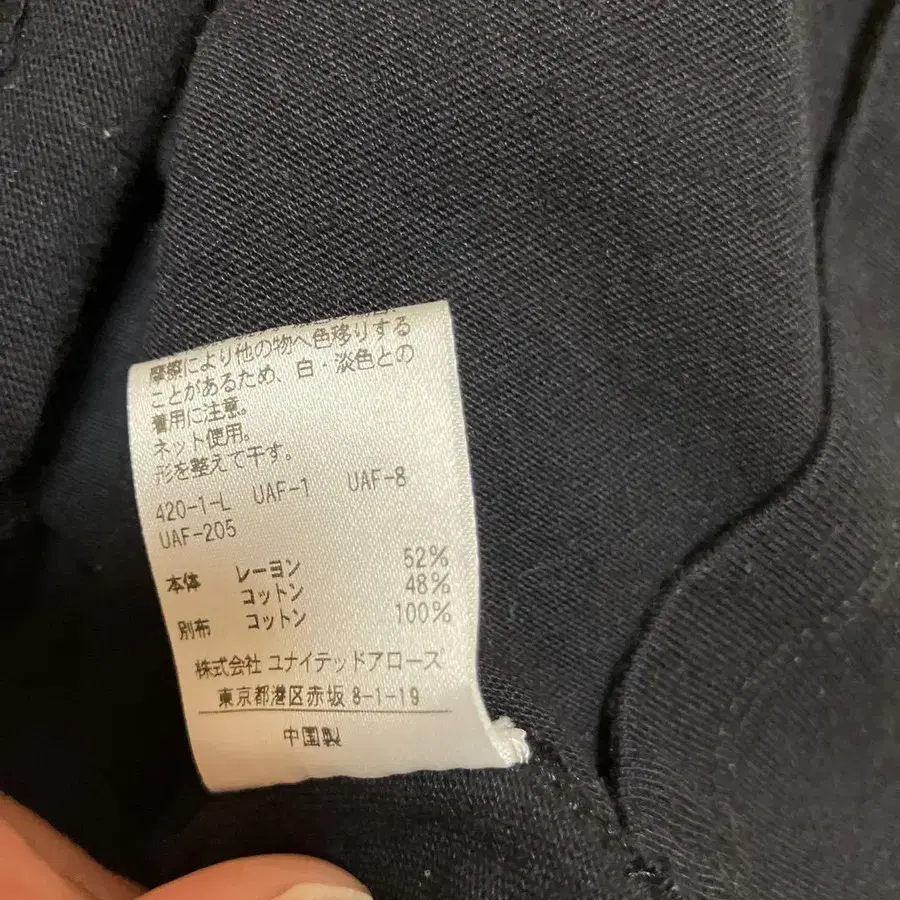 摩擦により他の物へ色移りする
ことがあるため、白・淡色との
着用に注意。
ネット使用。
形を整えて干す。
420-1-L UAF-1 UAF-8
UAF-205
本体 レーヨン 52%
コットン 48%
別布 コットン 100%
株式会社 ユナイテッドアローズ
東京都港区赤坂 8-1-19
中国製